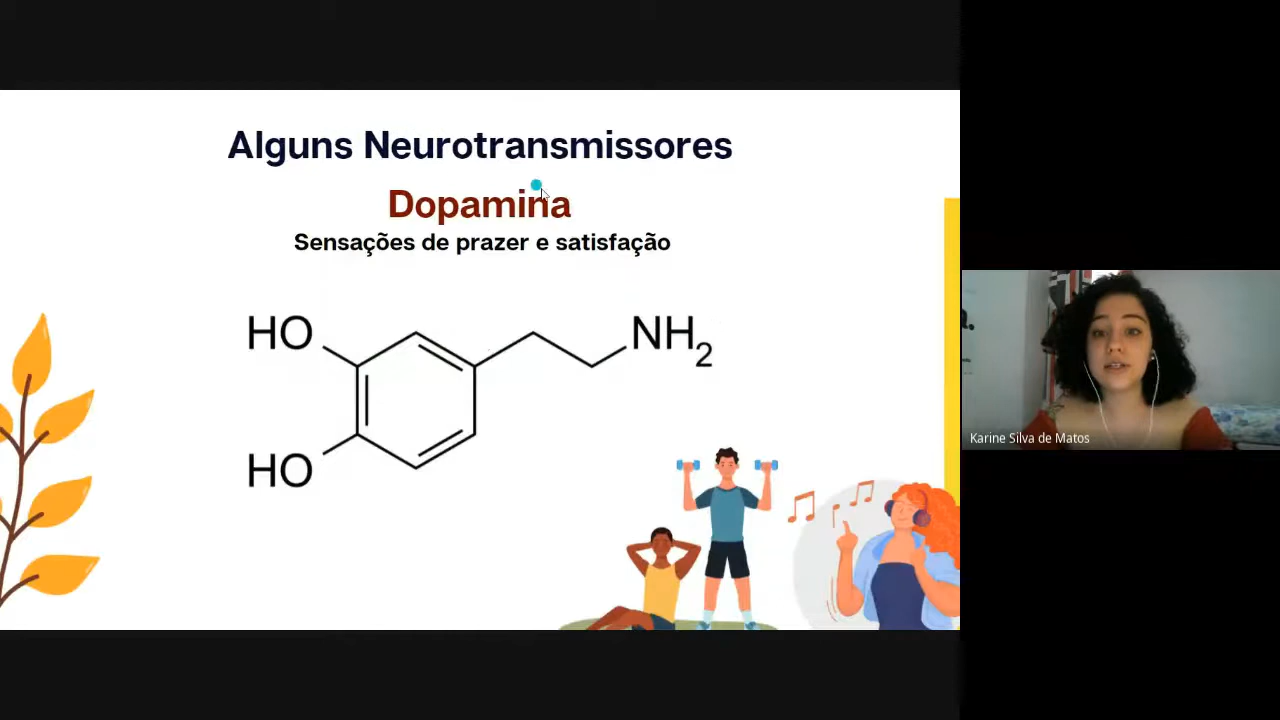 Alguns Neurotransmissores
Dopamina
Sensações de prazer e satisfação
HO
NH2
HO
Karine Silva de Matos